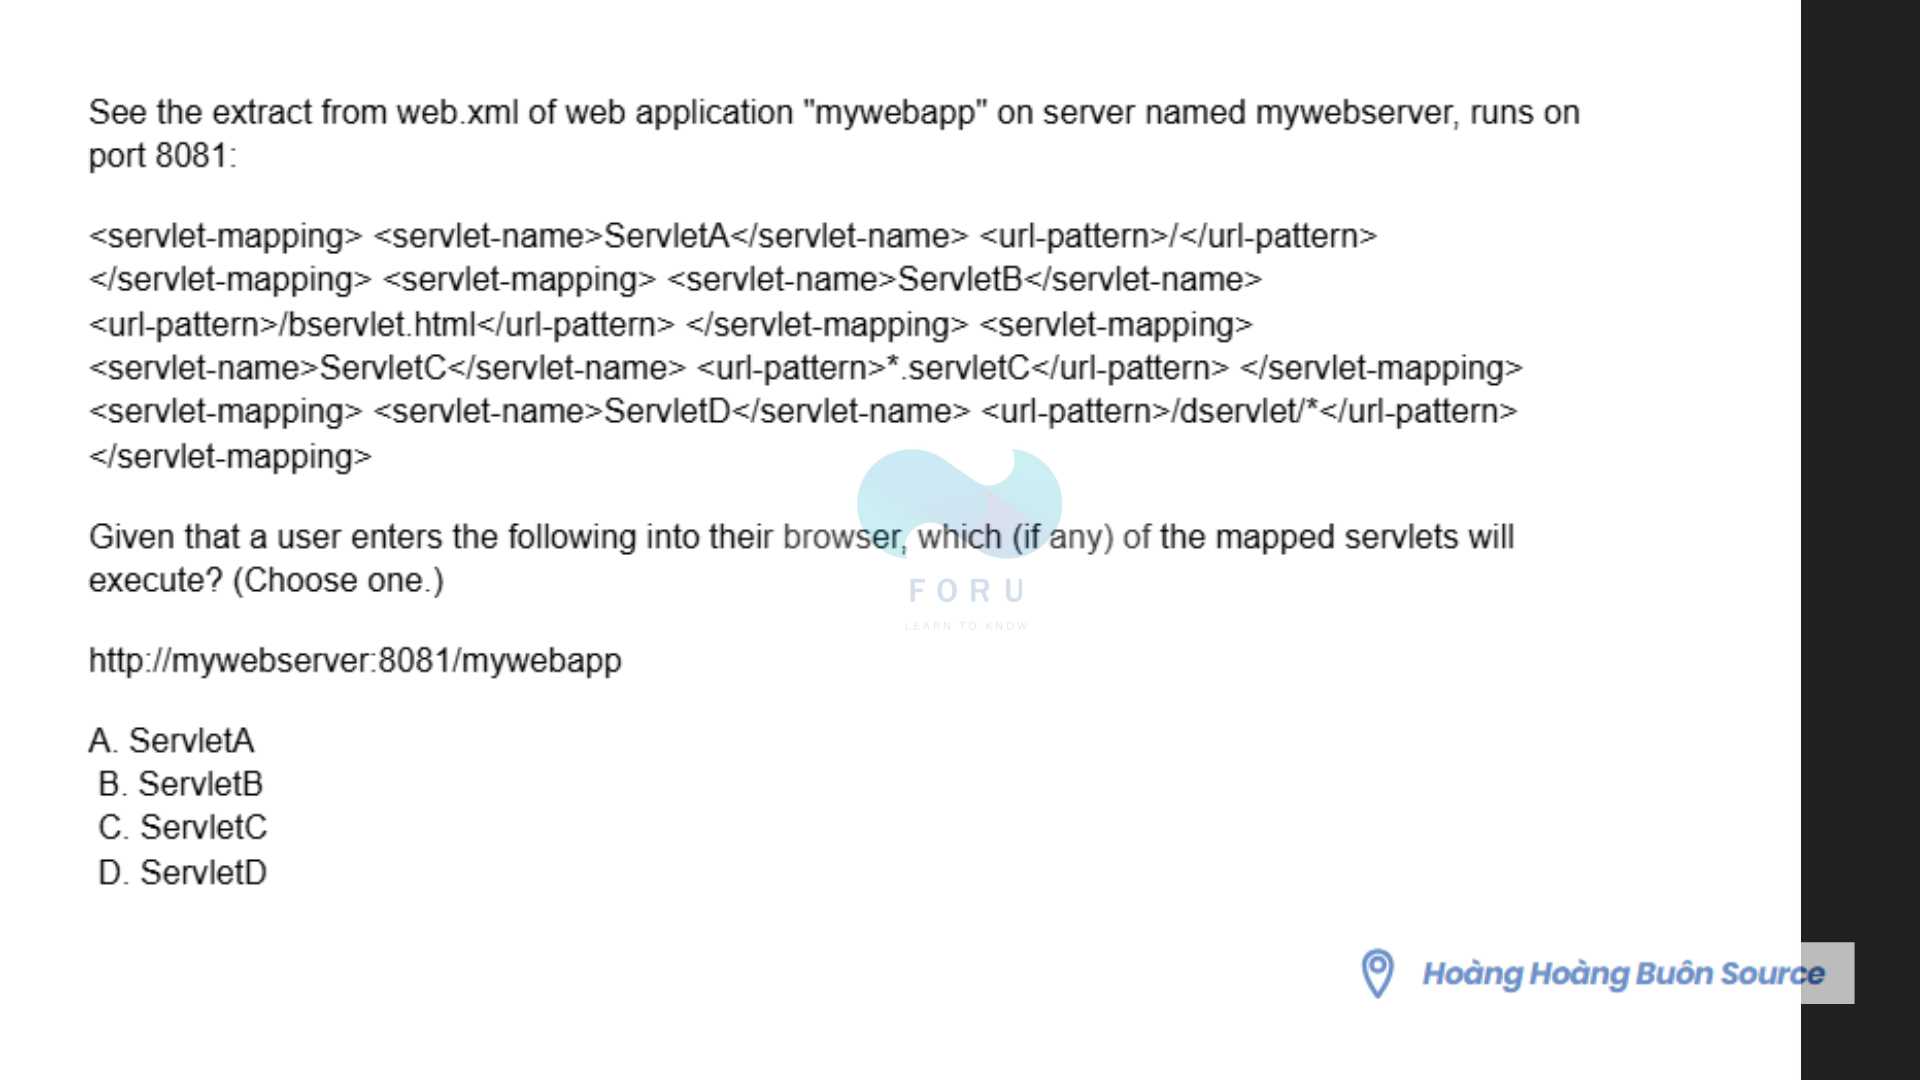 See the extract from web.xml of web application "mywebapp" on server named mywebserver, runs on
port 8081:
<servlet-mapping> <servlet-name>ServletA</servlet-name> <url-pattern>/</url-pattern>
</servlet-mapping> <servlet-mapping> <servlet-name>ServletB</servlet-name>
<url-pattern>/bservlet.html</url-pattern> </servlet-mapping> <servlet-mapping>
<servlet-name>ServletC</servlet-name> <url-pattern>*.servletC</url-pattern> </servlet-mapping>
<servlet-mapping> <servlet-name>ServletD</servlet-name> <url-pattern>/dservlet/*</url-pattern>
</servlet-mapping>
Given that a user enters the following into their browser, which (if any) of the mapped servlets will
execute? (Choose one.)
FORU
LEARN TO KNOW
http://mywebserver:8081/mywebapp
A. ServletA
B. ServletB
C. ServletC
D. ServletD
Hoàng Hoàng Buôn Source